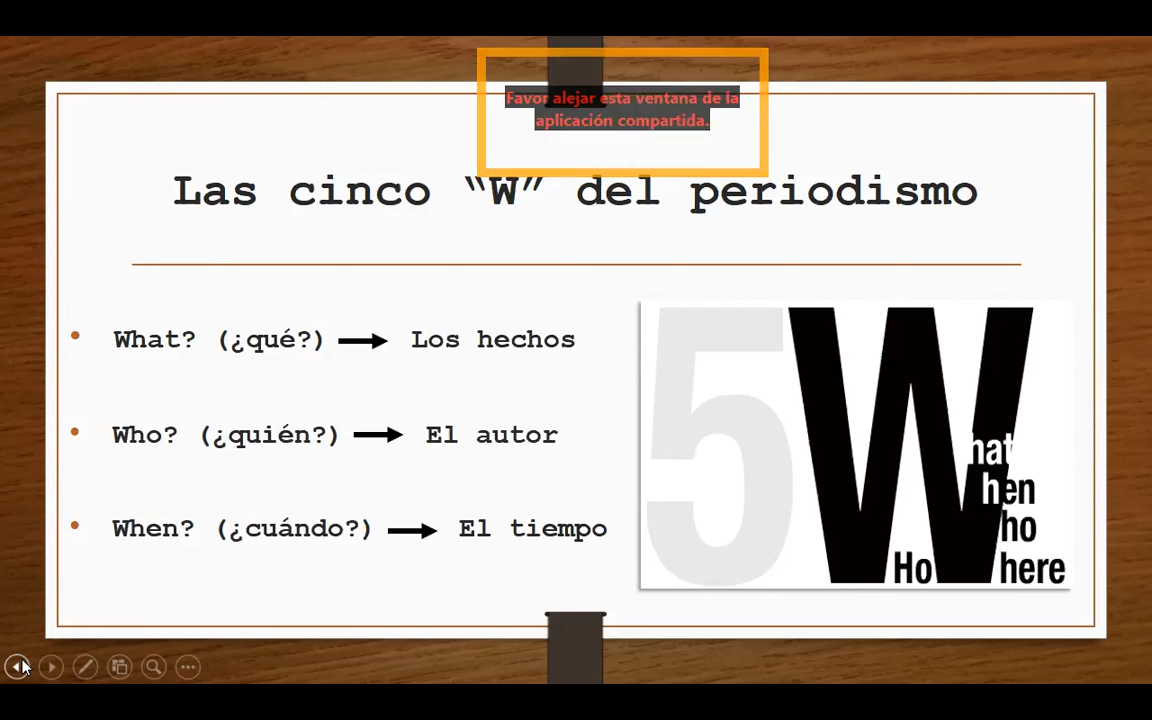 Favor alejar esta ventana de la
aplicación compartida.
Las cinco “W” del periodismo
• What? (¿qué?) Los hechos
• Who? (¿quién?) El autor
• When? (¿cuándo?) El tiempo
5W
hat
hen
ho
Ho here